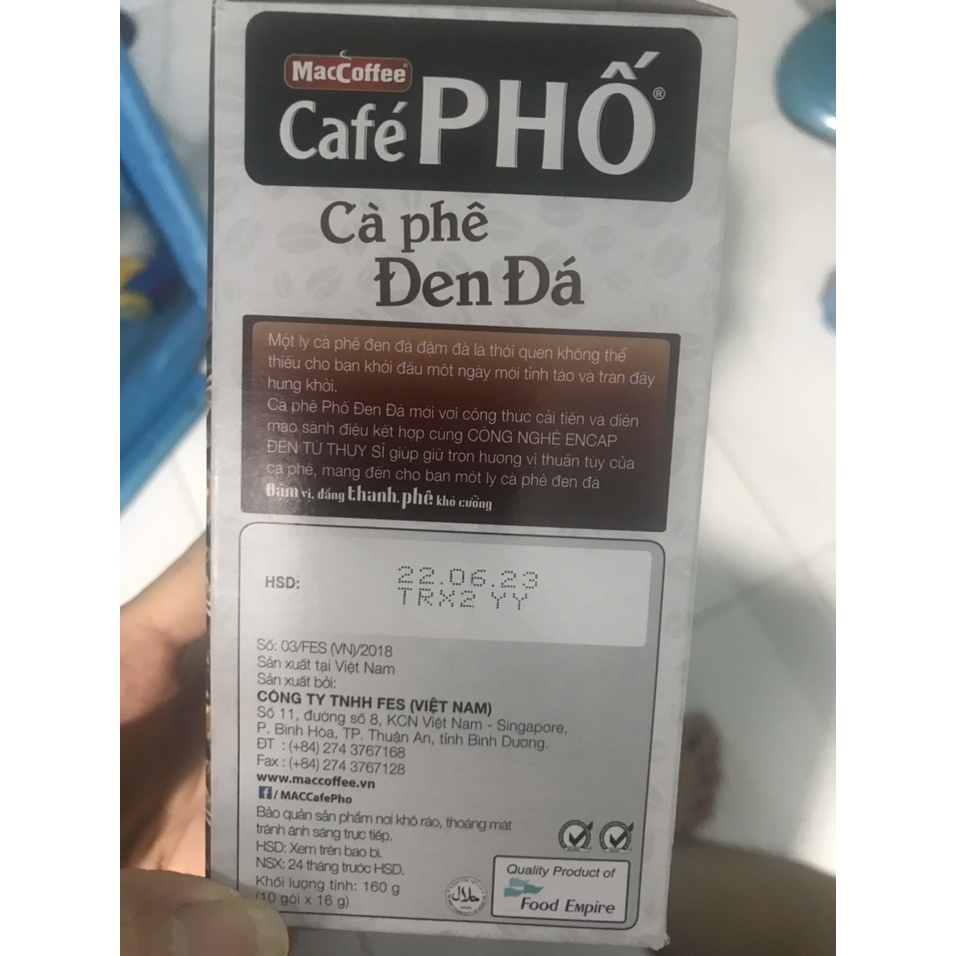 MacCoffee®
Café PHỐ®
Cà phê
Đen Đá
Một ly cà phê đen đá đậm đà là thói quen không thể
thiếu cho bạn khởi đầu một ngày mới tỉnh táo và tràn đầy
hứng khởi.
Cà phê Phố Đen Đá mới với công thức cải tiến và diện
mạo sành điệu kết hợp cùng CÔNG NGHỆ ENCAP
ĐẾN TỪ THỤY SĨ giúp giữ trọn hương vị thuần túy của
cà phê, mang đến cho bạn một ly cà phê đen đá
Đậm vị, đắng thanh, phê khó cưỡng
HSD: 22.06.23
TRX2 YY
Số: 03/FES (VN)/2018
Sản xuất tại Việt Nam
Sản xuất bởi:
CÔNG TY TNHH FES (VIỆT NAM)
Số 11, đường số 8, KCN Việt Nam - Singapore,
P. Bình Hòa, TP. Thuận An, tỉnh Bình Dương.
ĐT : (+84) 274 3767168
Fax : (+84) 274 3767128
www.maccoffee.vn
f/MACCafePho
Bảo quản sản phẩm nơi khô ráo, thoáng mát
tránh ánh sáng trực tiếp.
HSD: Xem trên bao bì.
NSX: 24 tháng trước HSD.
Khối lượng tịnh: 160 g
(10 gói x 16 g)
حلال
Quality Product of
Food Empire